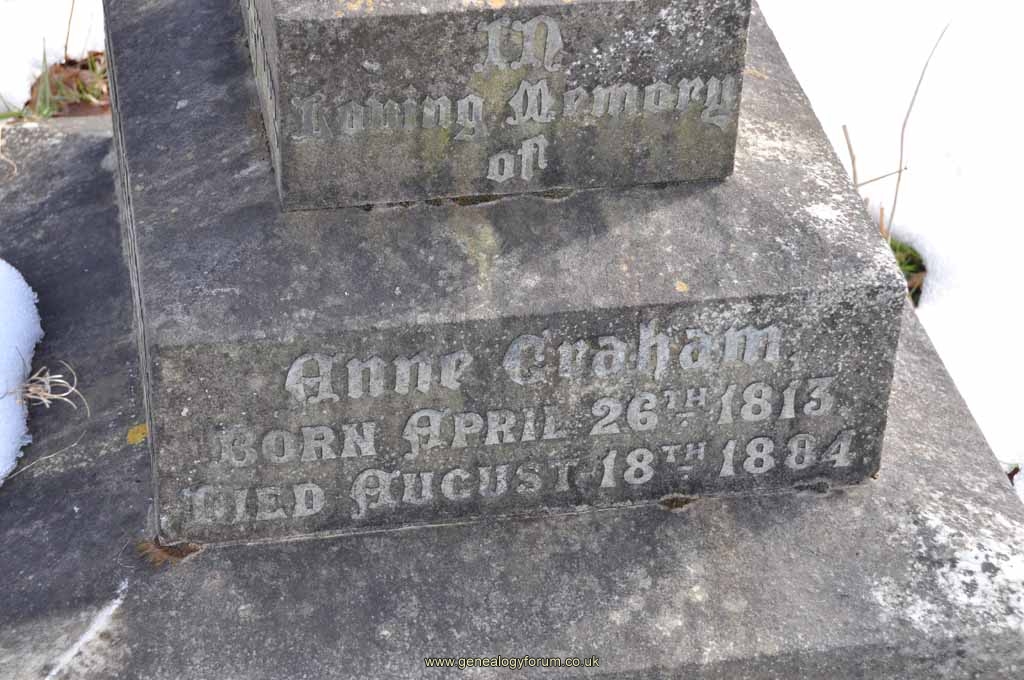 IN
Loving Memory
of
Anne Graham
BORN APRIL 26TH 1813
DIED AUGUST 18TH 1884
www.genealogyforum.co.uk